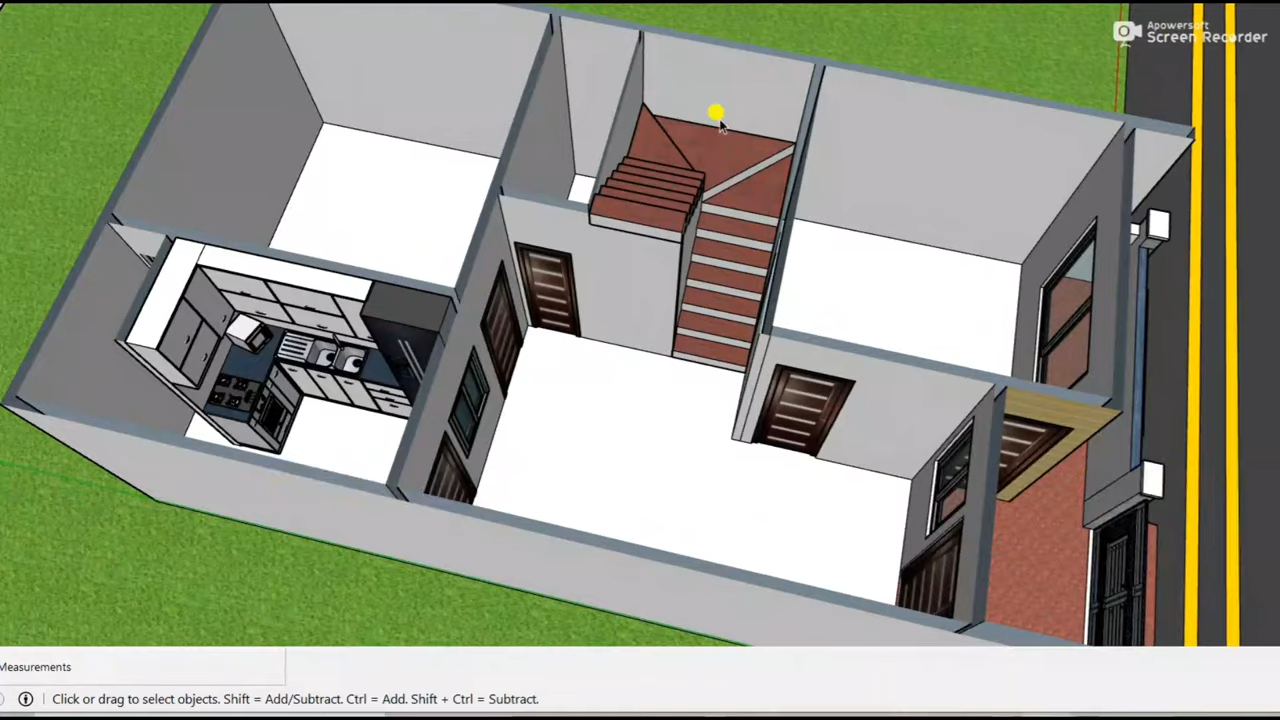 Apowersoft
Screen Recorder
Measurements
Click or drag to select objects. Shift = Add/Subtract. Ctrl = Add. Shift + Ctrl = Subtract.